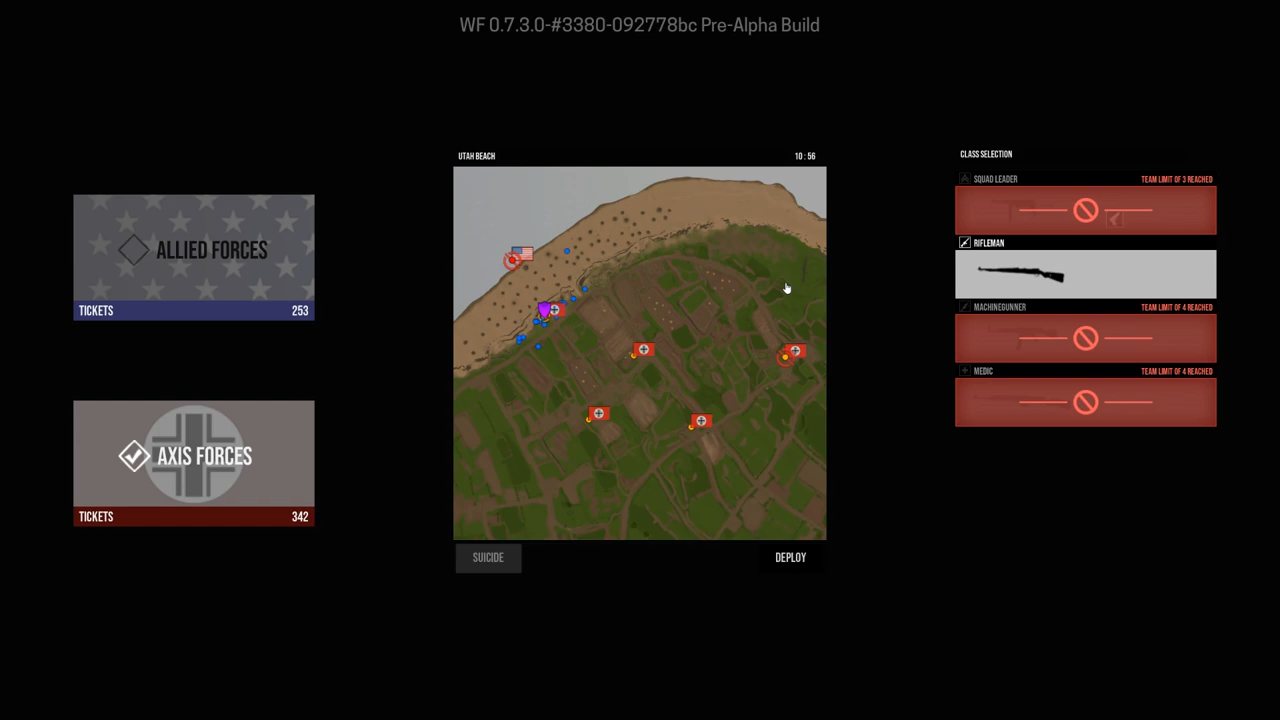 WF 0.7.3.0-#3380-092778bc Pre-Alpha Build
ALLIED FORCES
TICKETS 253
AXIS FORCES
TICKETS 342
UTAH BEACH 10 : 56
SUICIDE DEPLOY
CLASS SELECTION
SQUAD LEADER TEAM LIMIT OF 3 REACHED
RIFLEMAN
MACHINEGUNNER TEAM LIMIT OF 4 REACHED
MEDIC TEAM LIMIT OF 4 REACHED